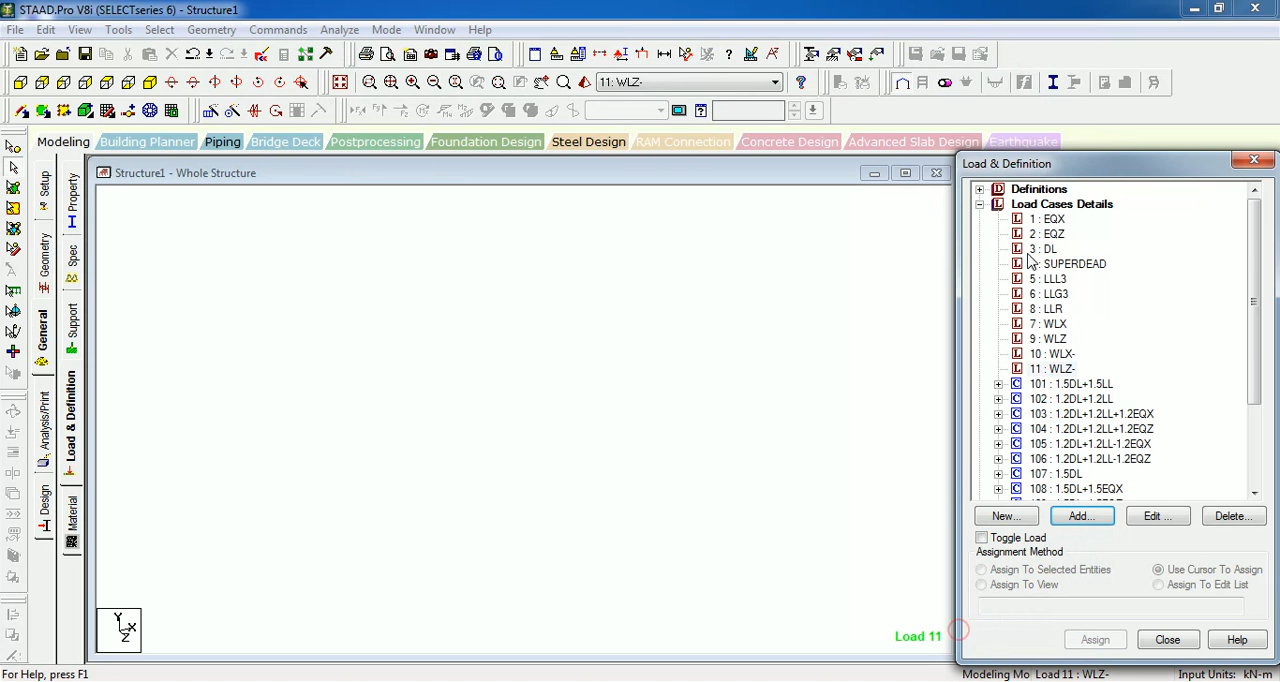 STAAD.Pro V8i (SELECTseries 6) - Structure1
File Edit View Tools Select Geometry Commands Analyze Mode Window Help
11: WLZ-
Modeling Building Planner Piping Bridge Deck Postprocessing Foundation Design Steel Design RAM Connection Concrete Design Advanced Slab Design Earthquake
Setup
Geometry
General
Analysis/Print
Design
Property
Spec
Support
Load & Definition
Material
Structure1 - Whole Structure
Y
X
Z
Load 11
Load & Definition
Definitions
Load Cases Details
1 : EQX
2 : EQZ
3 : DL
: SUPERDEAD
5 : LLL3
6 : LLG3
8 : LLR
7 : WLX
9 : WLZ
10 : WLX-
11 : WLZ-
101 : 1.5DL+1.5LL
102 : 1.2DL+1.2LL
103 : 1.2DL+1.2LL+1.2EQX
104 : 1.2DL+1.2LL+1.2EQZ
105 : 1.2DL+1.2LL-1.2EQX
106 : 1.2DL+1.2LL-1.2EQZ
107 : 1.5DL
108 : 1.5DL+1.5EQX
New... Add... Edit ... Delete...
Toggle Load
Assignment Method
Assign To Selected Entities Use Cursor To Assign
Assign To View Assign To Edit List
Assign Close Help
For Help, press F1
Modeling Mo Load 11 : WLZ- Input Units: kN-m